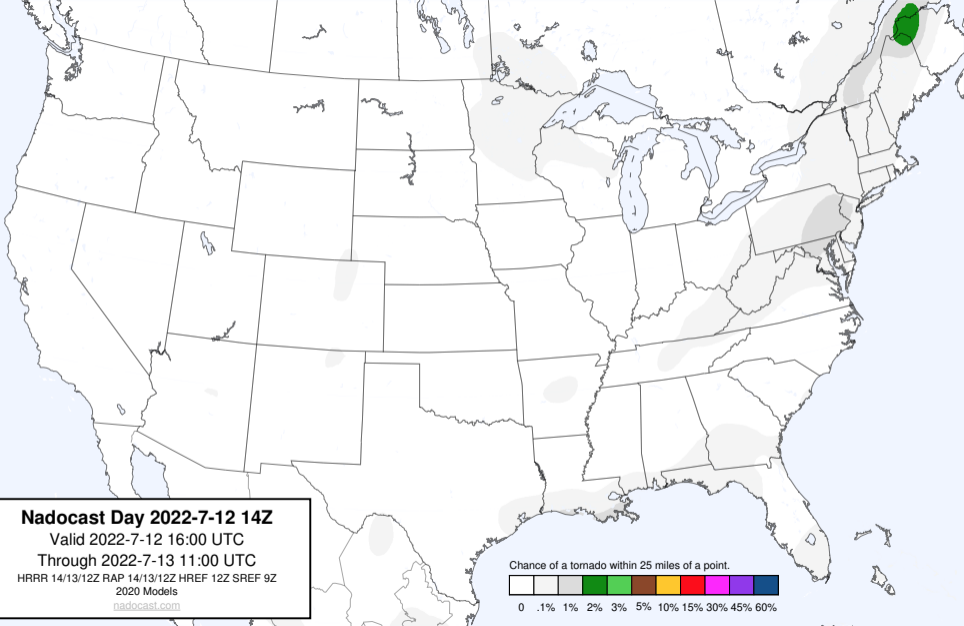 Nadocast Day 2022-7-12 14Z
Valid 2022-7-12 16:00 UTC
Through 2022-7-13 11:00 UTC
HRRR 14/13/12Z RAP 14/13/12Z HREF 12Z SREF 9Z
2020 Models
nadocast.com
Chance of a tornado within 25 miles of a point.
0 .1% 1% 2% 3% 5% 10% 15% 30% 45% 60%